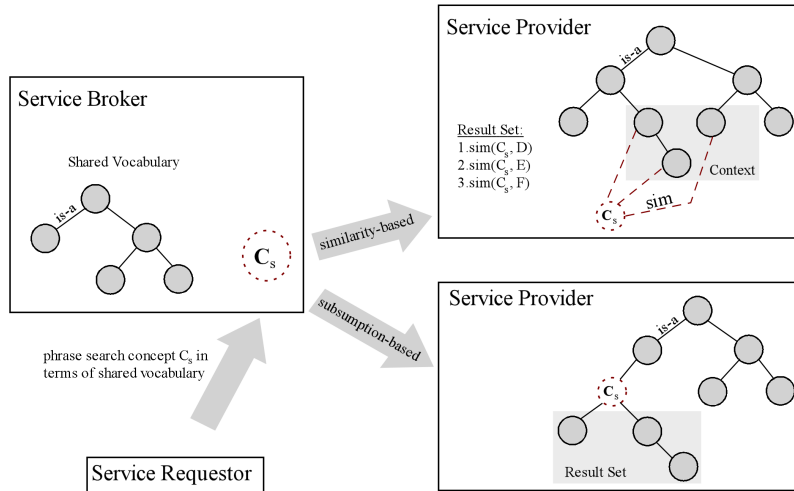 Service Broker
Shared Vocabulary
is-a
Cs
phrase search concept Cs in
terms of shared vocabulary
Service Requestor
similarity-based
subsumption-based
Service Provider
is-a
Result Set:
1.sim(Cs, D)
2.sim(Cs, E)
3.sim(Cs, F)
Context
sim
Cs
Service Provider
is-a
Cs
Result Set